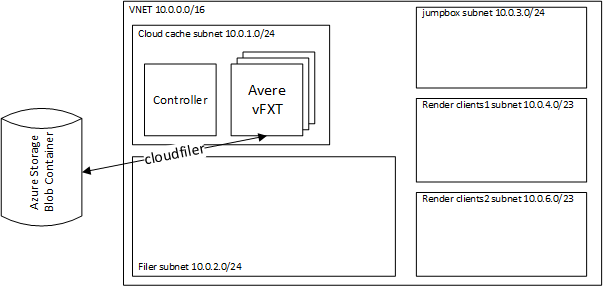 VNET 10.0.0.0/16
Cloud cache subnet 10.0.1.0/24
Controller
Avere
vFXT
Azure Storage
Blob Container
cloudfiler
Filer subnet 10.0.2.0/24
jumpbox subnet 10.0.3.0/24
Render clients1 subnet 10.0.4.0/23
Render clients2 subnet 10.0.6.0/23